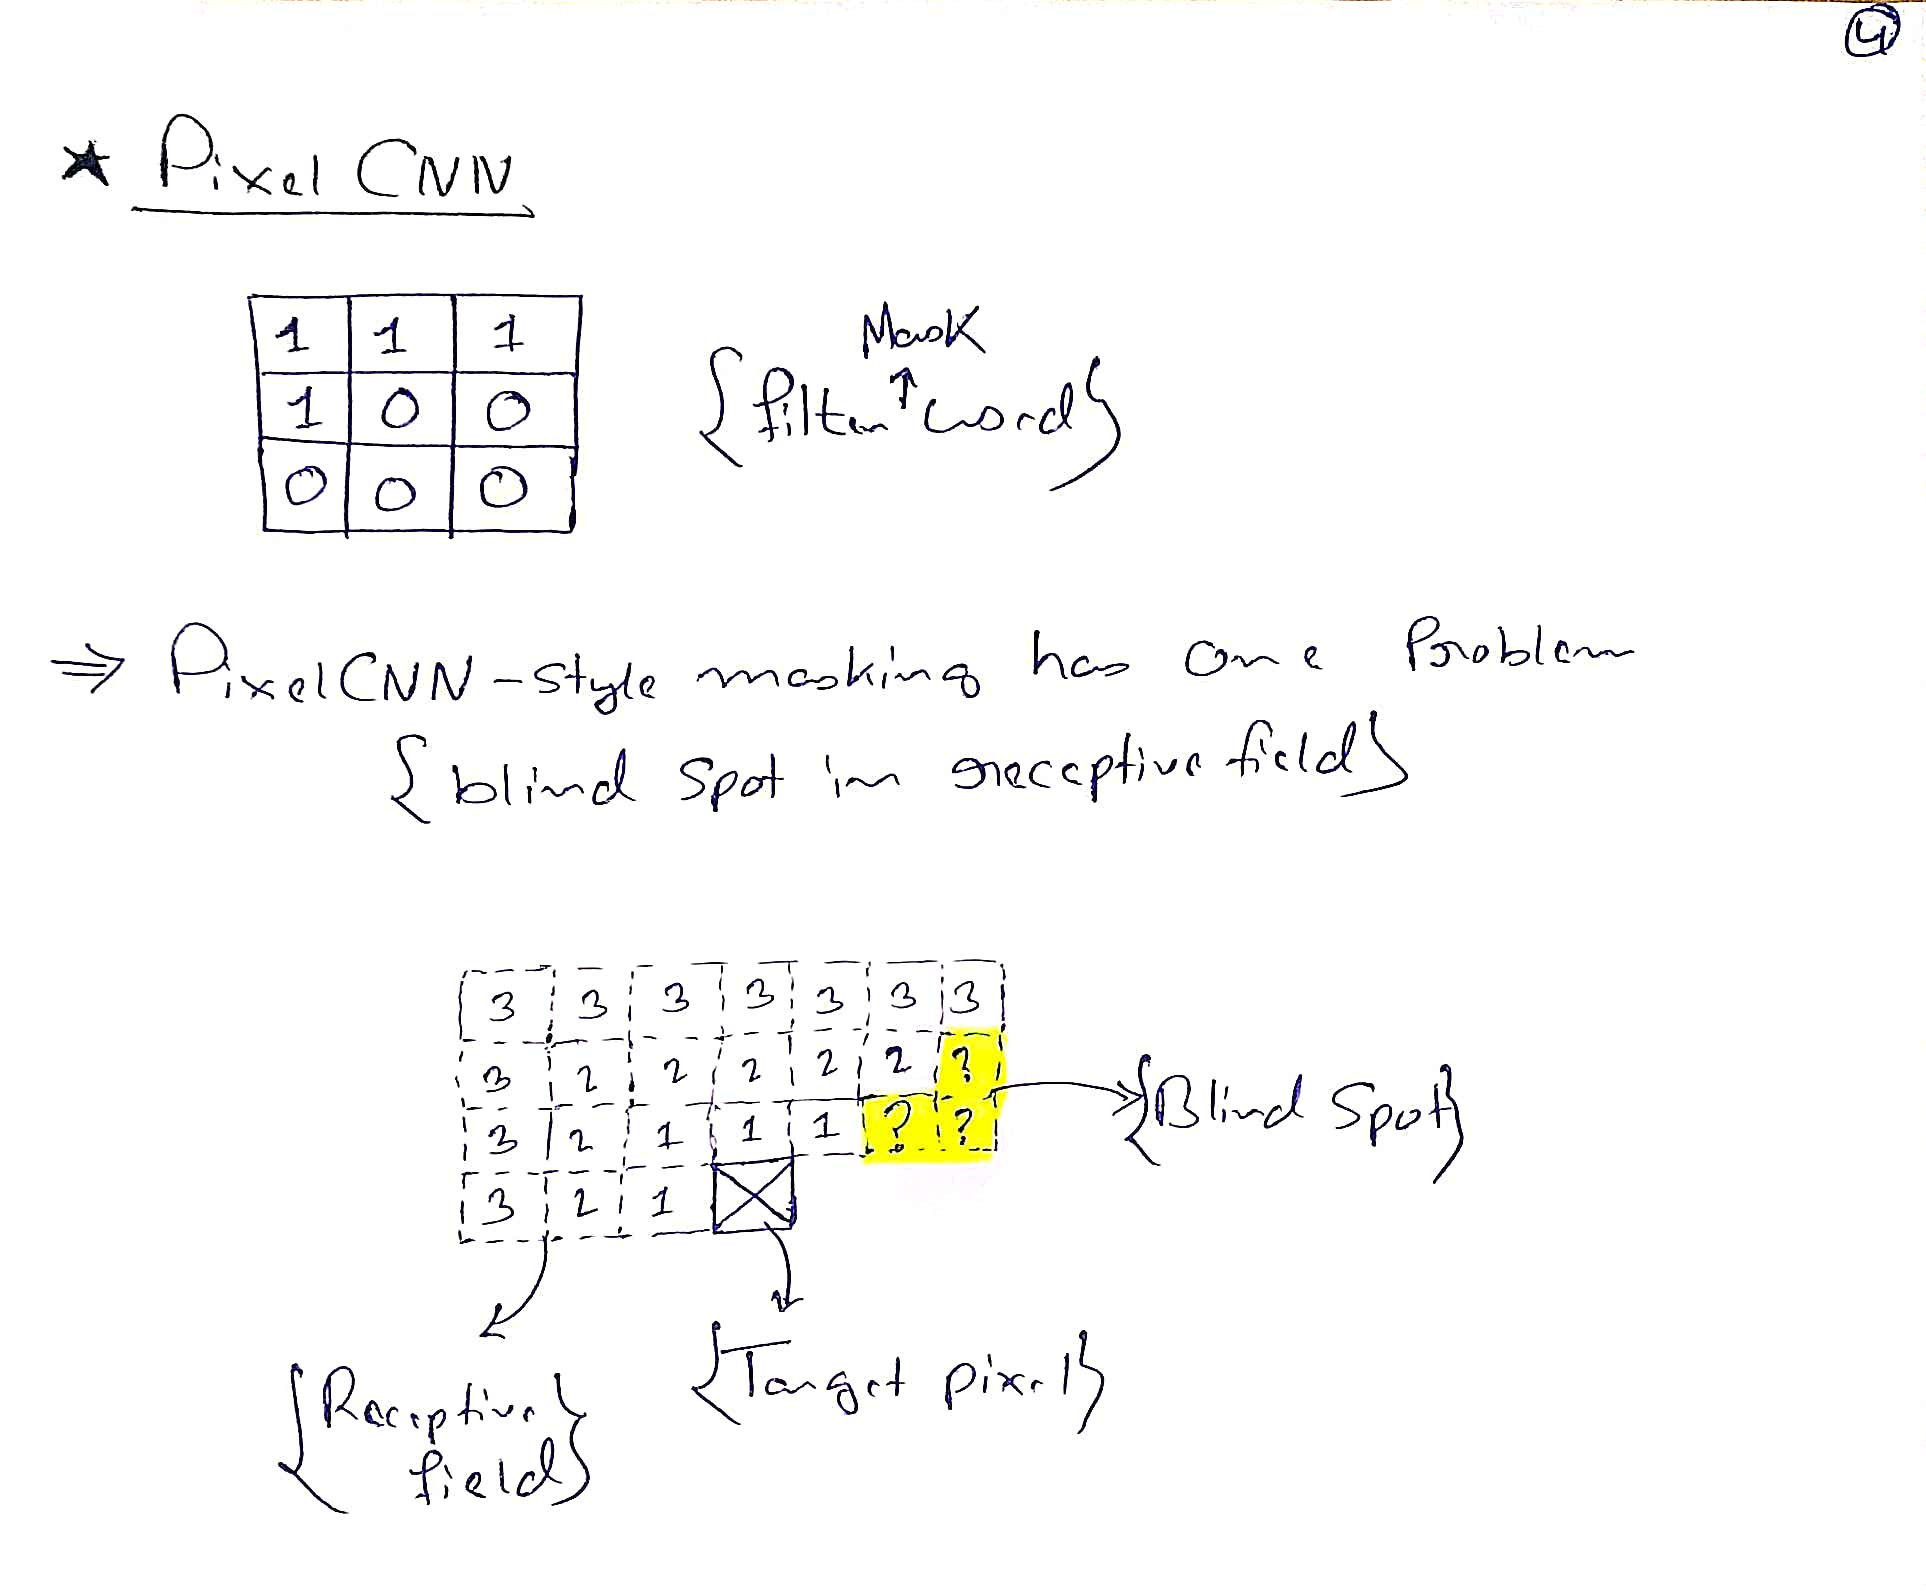 4
* Pixel CNN
1 1 1
1 0 0
0 0 0
Mask
{filter ↑ word}
⇒ PixelCNN-style masking has one Problem
{blind spot in receptive field}
3 3 3 3 3 3 3
3 2 2 2 2 2 ?
3 2 1 1 1 ? ?
3 2 1
{Blind Spot}
{Target pixel}
{Receptive
field}